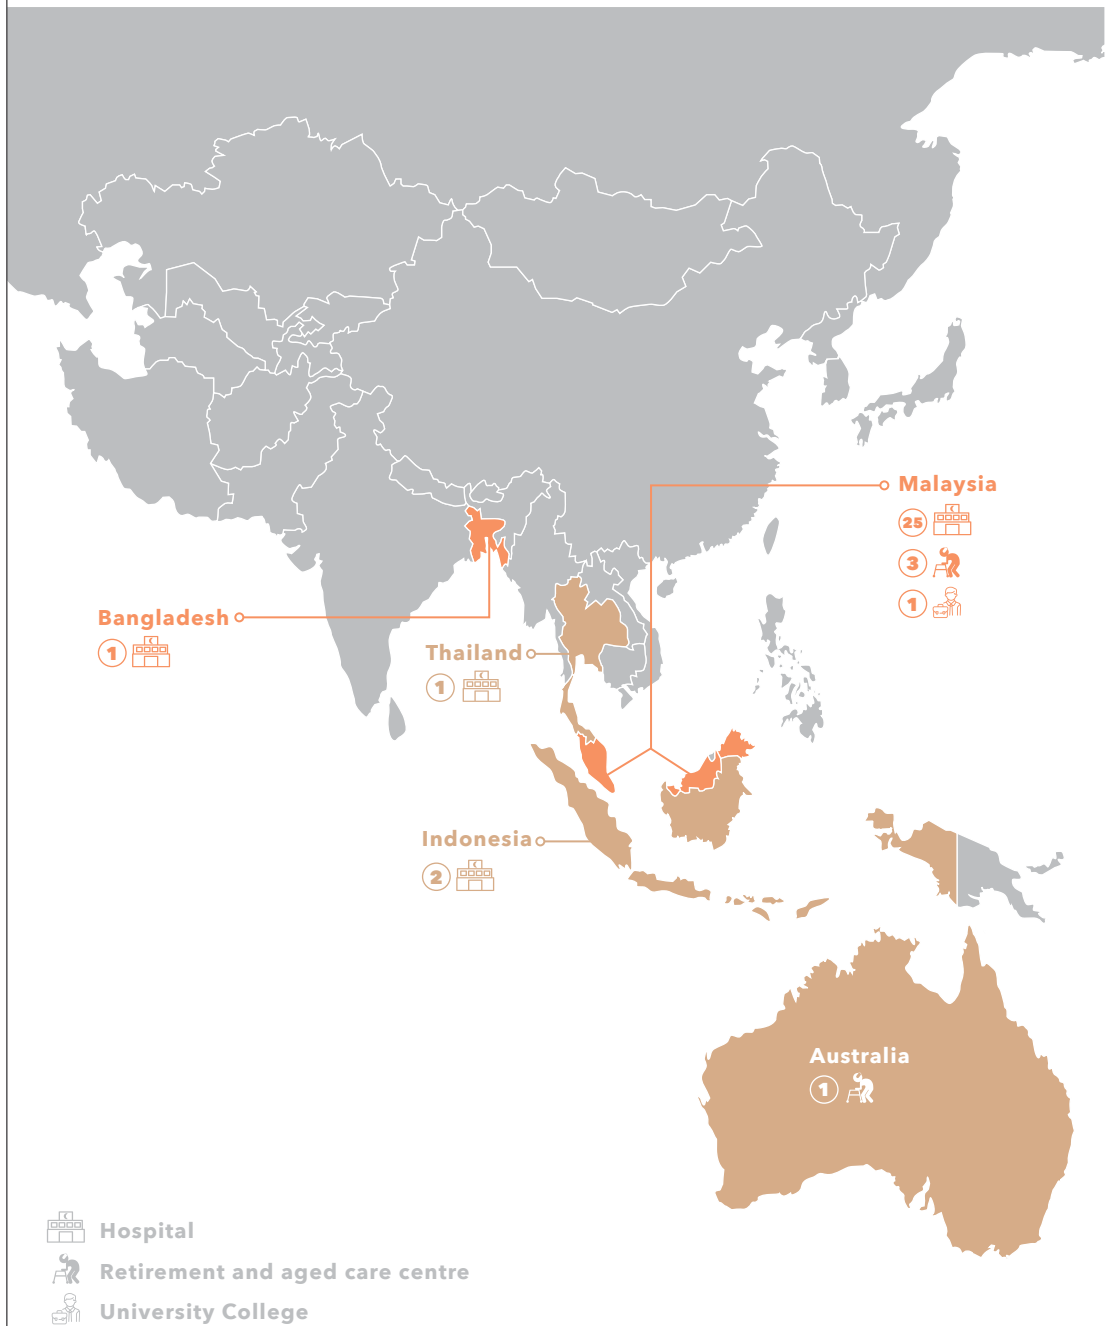 Malaysia
25
3
1
Bangladesh
1
Thailand
1
Indonesia
2
Australia
1
Hospital
Retirement and aged care centre
University College